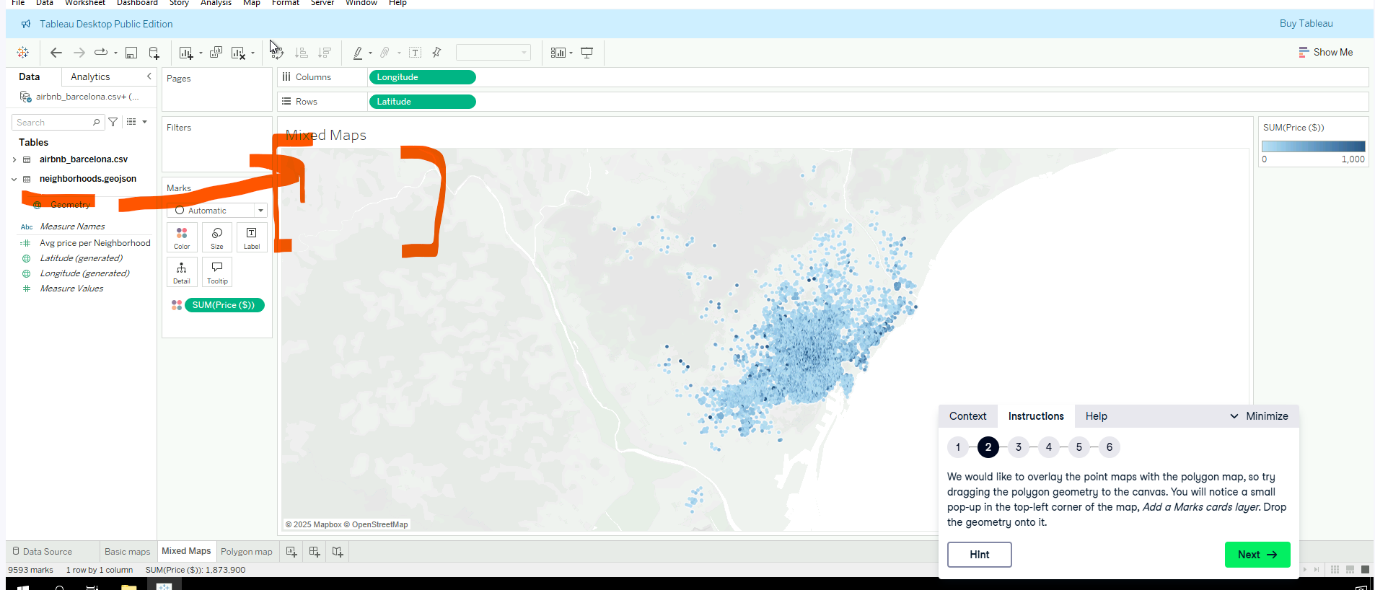 File Data Worksheet Dashboard Story Analysis Map Format Server Window Help
Tableau Desktop Public Edition
Buy Tableau
Show Me
Data
Analytics
airbnb_barcelona.csv+ (...
Search
Tables
airbnb_barcelona.csv
neighborhoods.geojson
Geometry
Abc Measure Names
Avg price per Neighborhood
Latitude (generated)
Longitude (generated)
Measure Values
Pages
Filters
Marks
Automatic
Color
Size
Label
Detail
Tooltip
SUM(Price ($))
Columns
Longitude
Rows
Latitude
Mixed Maps
© 2025 Mapbox © OpenStreetMap
SUM(Price ($))
0
1,000
Context
Instructions
Help
Minimize
1 2 3 4 5 6
We would like to overlay the point maps with the polygon map, so try
dragging the polygon geometry to the canvas. You will notice a small
pop-up in the top-left corner of the map, Add a Marks cards layer. Drop
the geometry onto it.
HInt
Next
Data Source
Basic maps
Mixed Maps
Polygon map
9593 marks
1 row by 1 column
SUM(Price ($)): 1,873,900